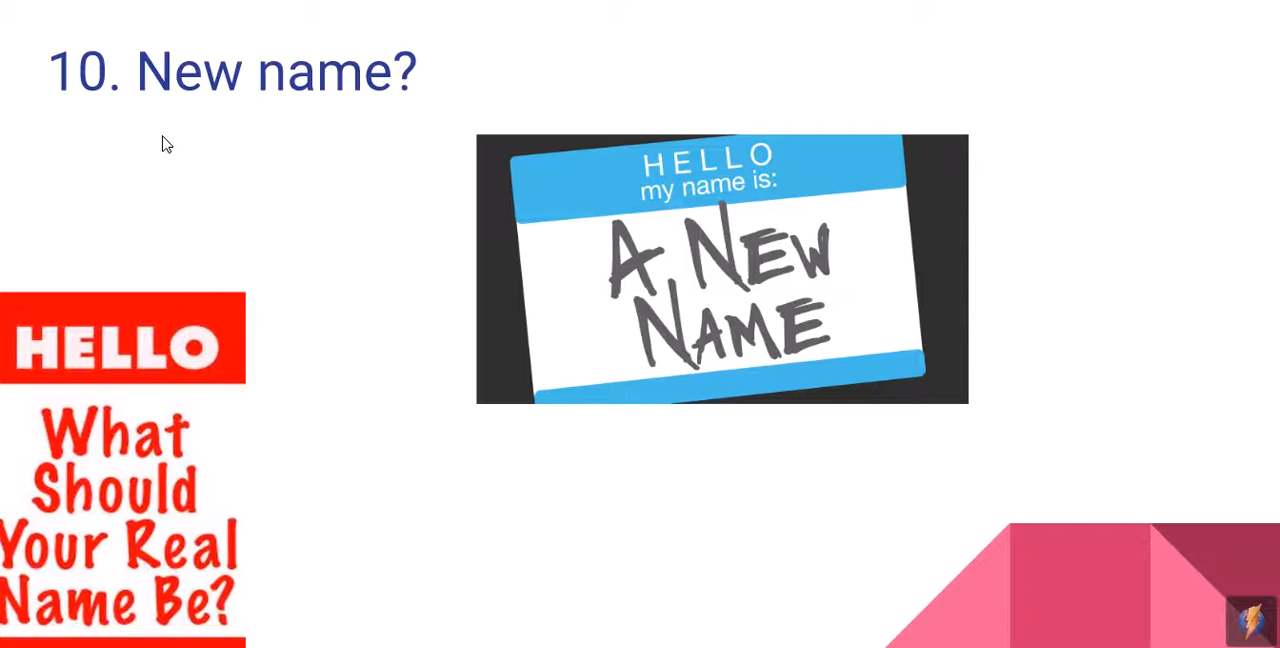 10. New name?
HELLO
my name is:
A New
Name
HELLO
What
Should
Your Real
Name Be?